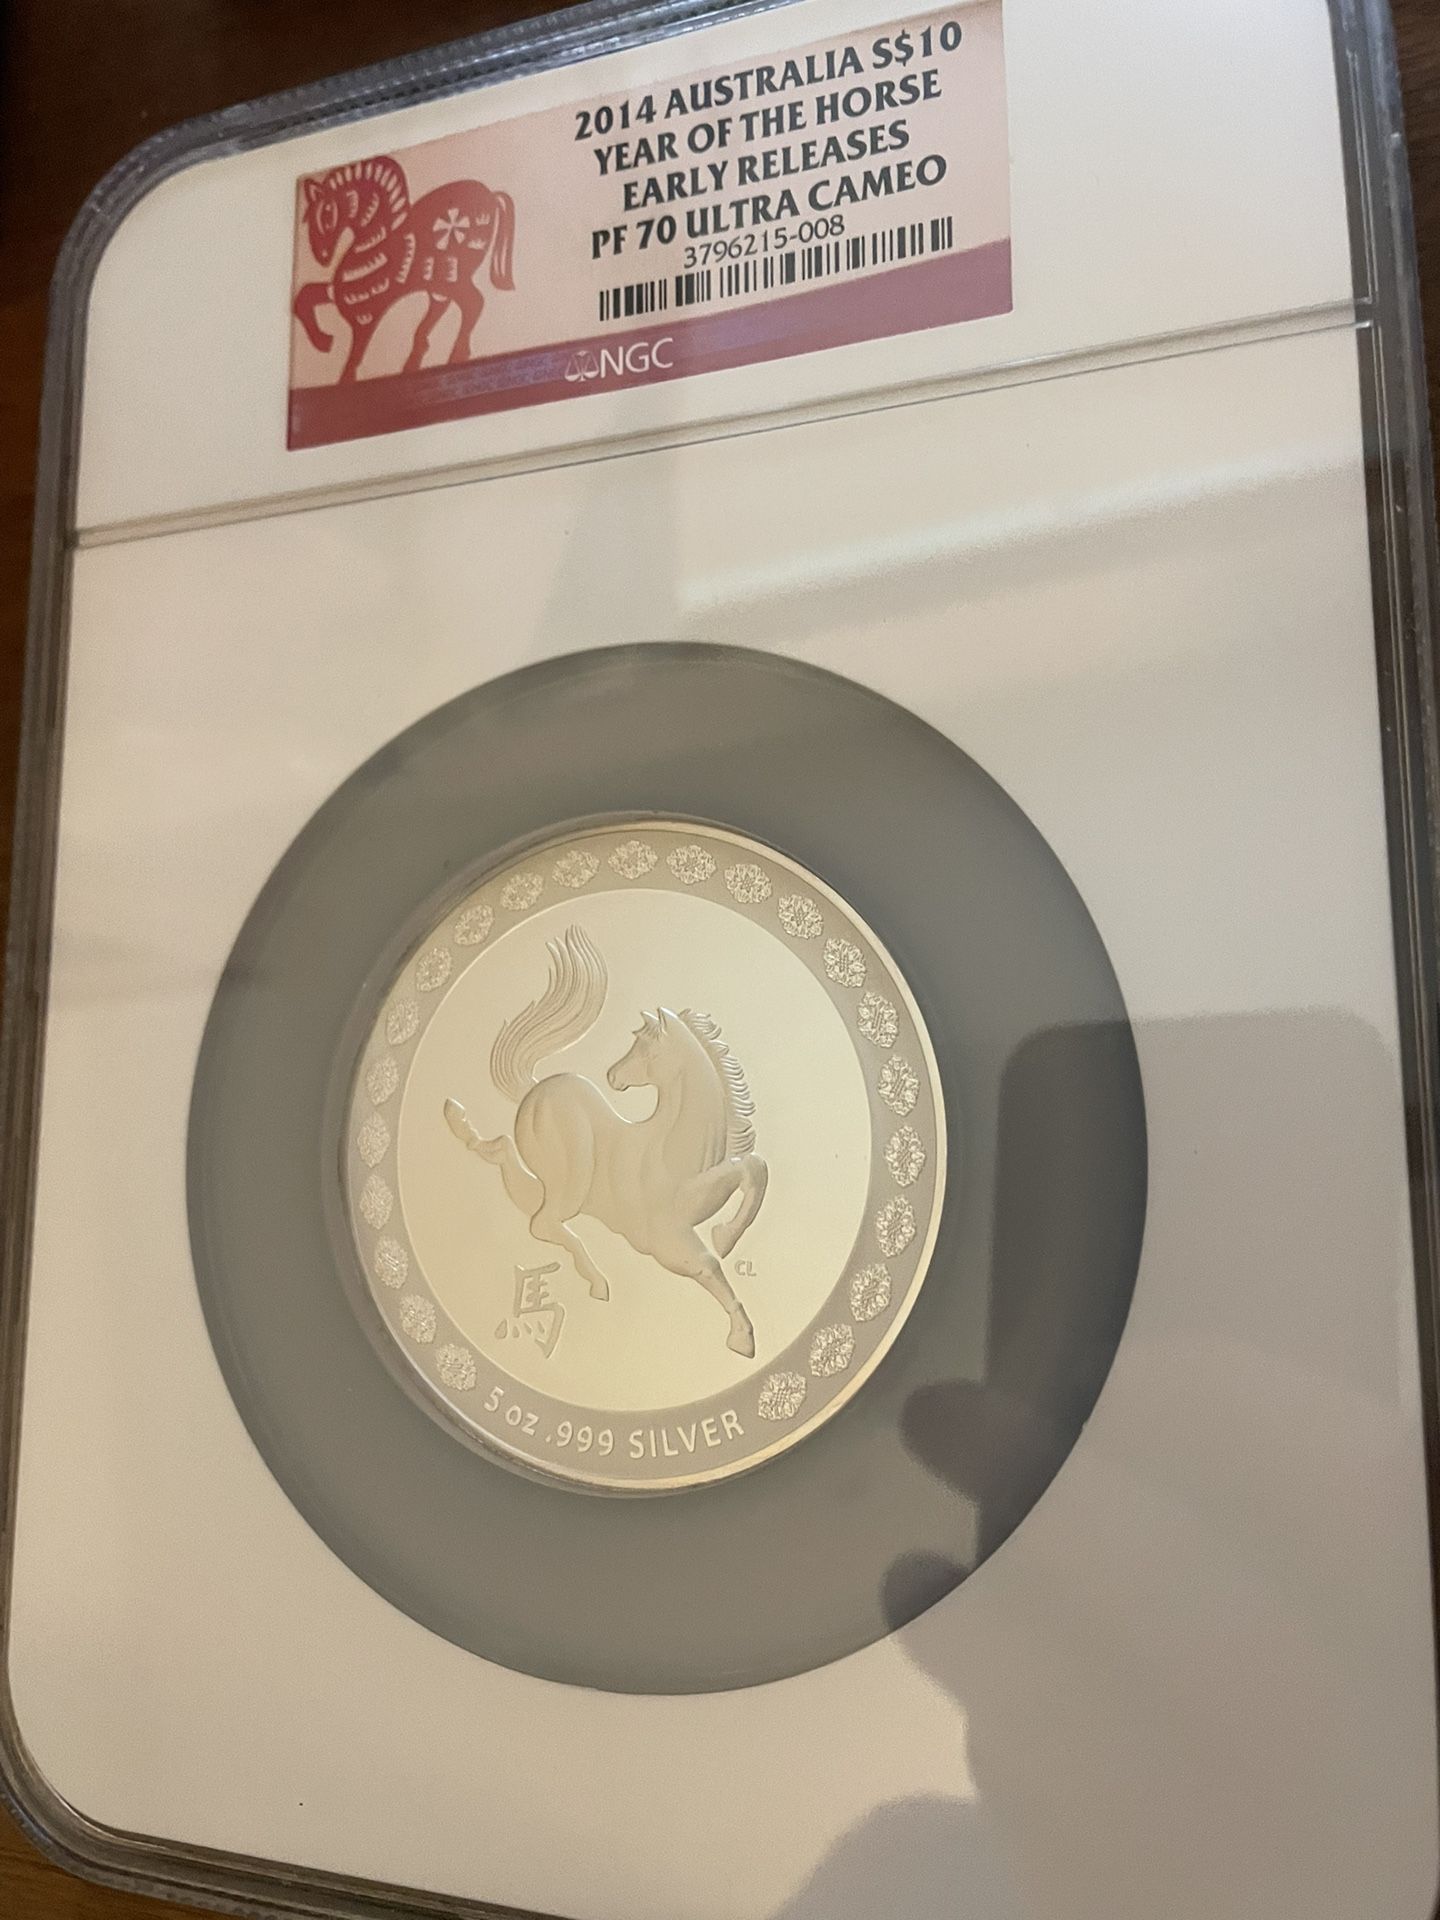 2014 AUSTRALIA S$10
YEAR OF THE HORSE
EARLY RELEASES
PF 70 ULTRA CAMEO
3796215-008
NGC
CL
馬
5 oz .999 SILVER